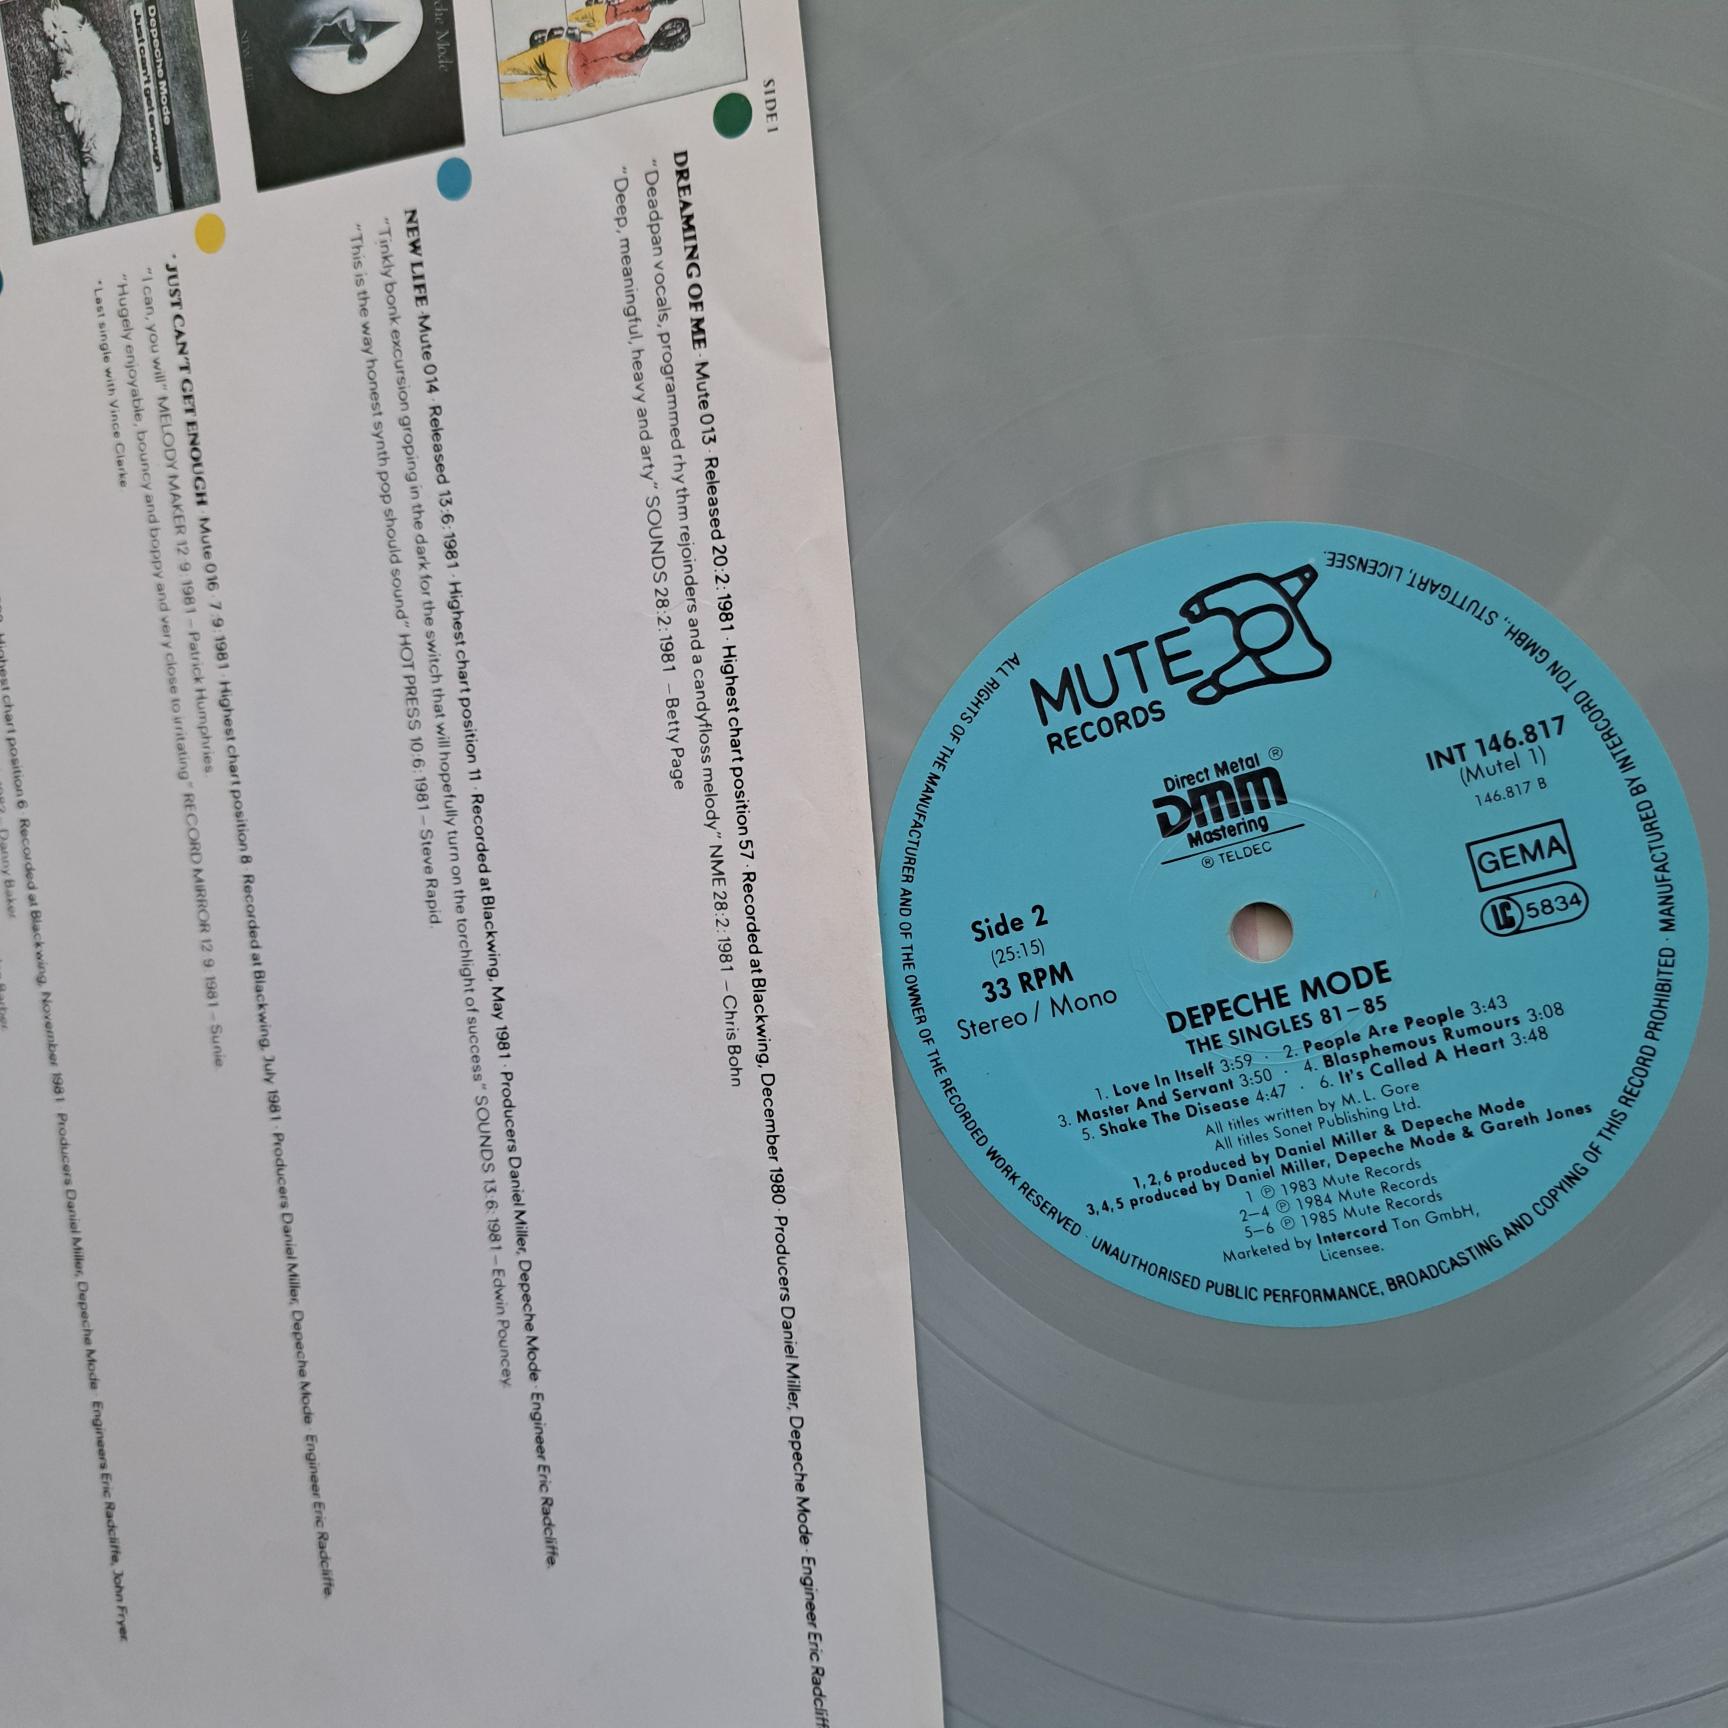 Depeche Mode
Just can't get enough
che Mode
SIDE 1
DREAMING OF ME · Mute 013 · Released 20:2:1981 · Highest chart position 57 · Recorded at Blackwing, December 1980 · Producers Daniel Miller, Depeche Mode · Engineer Eric Radcliff
"Deadpan vocals, programmed rhythm rejoinders and a candyfloss melody" NME 28:2:1981 – Chris Bohn
"Deep, meaningful, heavy and arty" SOUNDS 28:2:1981 – Betty Page
NEW LIFE · Mute 014 · Released 13:6:1981 · Highest chart position 11 · Recorded at Blackwing, May 1981 · Producers Daniel Miller, Depeche Mode · Engineer Eric Radcliffe.
"Tinkly bonk excursion groping in the dark for the switch that will hopefully turn on the torchlight of success" SOUNDS 13:6:1981 – Edwin Pouncey.
"This is the way honest synth pop should sound" HOT PRESS 10:6:1981 – Steve Rapid.
*JUST CAN'T GET ENOUGH · Mute 016 · 7:9:1981 · Highest chart position 8 · Recorded at Blackwing, July 1981 · Producers Daniel Miller, Depeche Mode · Engineer Eric Radcliffe.
"I can, you will" MELODY MAKER 12·9·1981 – Patrick Humphries.
"Hugely enjoyable, bouncy and boppy and very close to irritating" RECORD MIRROR 12·9·1981 – Sunie.
*Last single with Vince Clarke.
Highest chart position 6 · Recorded at Blackwing, November 1981 · Producers Daniel Miller, Depeche Mode · Engineers Eric Radcliffe, John Fryer.
Danny Baker
MUTE
RECORDS
Direct Metal ®
DMM
Mastering
® TELDEC
INT 146.817
(Mutel 1)
146.817 B
GEMA
LC 5834
Side 2
(25:15)
33 RPM
Stereo / Mono
DEPECHE MODE
THE SINGLES 81–85
1. Love In Itself 3:59 · 2. People Are People 3:43
3. Master And Servant 3:50 · 4. Blasphemous Rumours 3:08
5. Shake The Disease 4:47 · 6. It's Called A Heart 3:48
All titles written by M. L. Gore
All titles Sonet Publishing Ltd.
1,2,6 produced by Daniel Miller & Depeche Mode
3,4,5 produced by Daniel Miller, Depeche Mode & Gareth Jones
1 ℗ 1983 Mute Records
2–4 ℗ 1984 Mute Records
5–6 ℗ 1985 Mute Records
Marketed by Intercord Ton GmbH,
Licensee.
ALL RIGHTS OF THE MANUFACTURER AND OF THE OWNER OF THE RECORDED WORK RESERVED · UNAUTHORISED PUBLIC PERFORMANCE, BROADCASTING AND COPYING OF THIS RECORD PROHIBITED · MANUFACTURED BY INTERCORD TON GMBH., STUTTGART, LICENSEE.